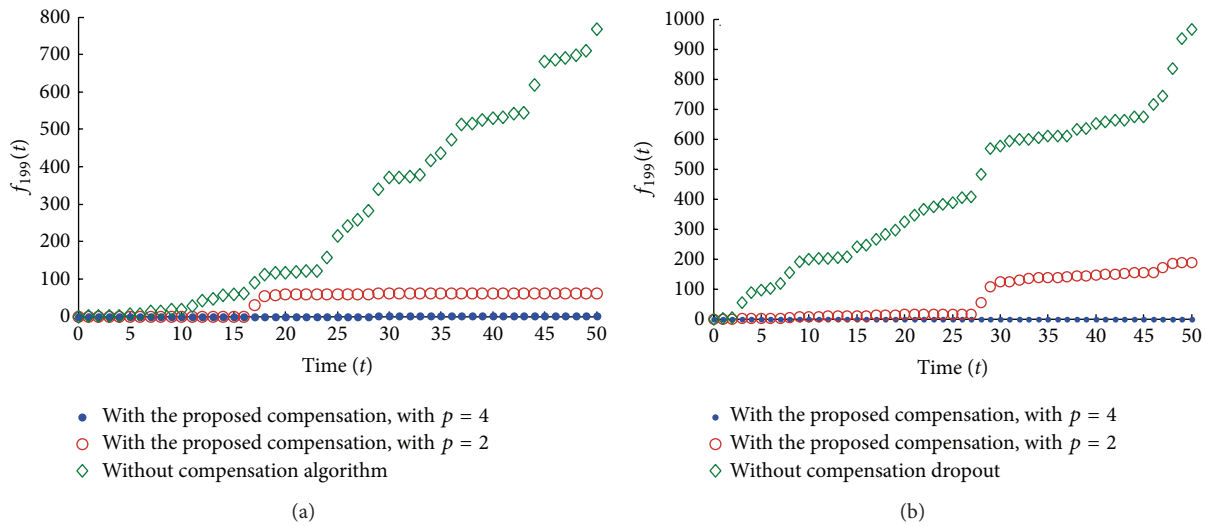 800
700
600
500
400
300
200
100
0
f199(t)
0 5 10 15 20 25 30 35 40 45 50
Time (t)
With the proposed compensation, with p = 4
With the proposed compensation, with p = 2
Without compensation algorithm
(a)
1000
900
800
700
600
500
400
300
200
100
0
f199(t)
0 5 10 15 20 25 30 35 40 45 50
Time (t)
With the proposed compensation, with p = 4
With the proposed compensation, with p = 2
Without compensation dropout
(b)